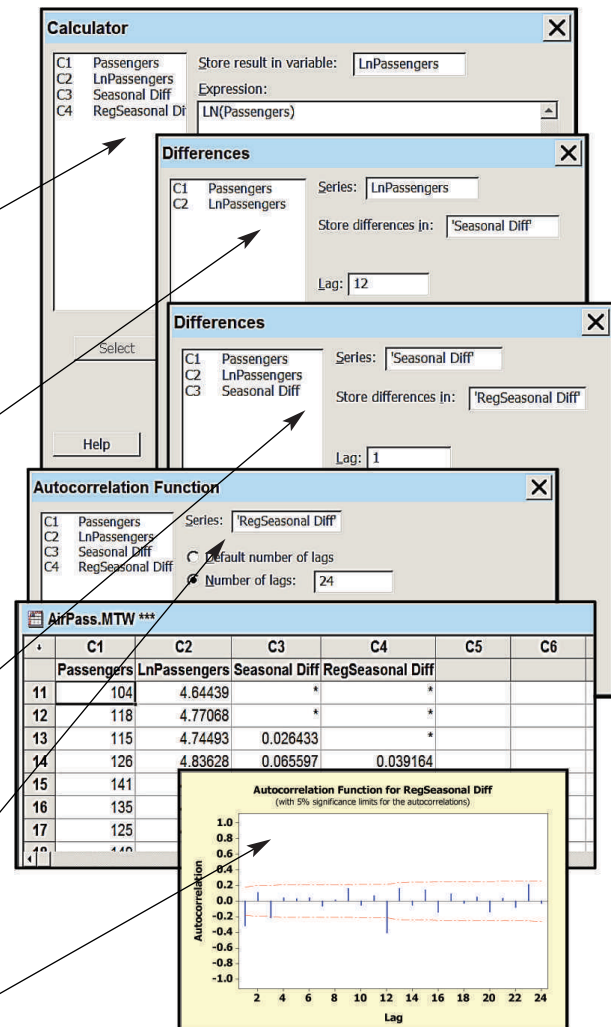 Calculator
C1 Passengers
C2 LnPassengers
C3 Seasonal Diff
C4 RegSeasonal Di
Store result in variable: LnPassengers
Expression:
LN(Passengers)
Select
Help
Differences
C1 Passengers
C2 LnPassengers
Series: LnPassengers
Store differences in: 'Seasonal Diff'
Lag: 12
Differences
C1 Passengers
C2 LnPassengers
C3 Seasonal Diff
Series: 'Seasonal Diff'
Store differences in: 'RegSeasonal Diff'
Lag: 1
Autocorrelation Function
C1 Passengers
C2 LnPassengers
C3 Seasonal Diff
C4 RegSeasonal Diff
Series: 'RegSeasonal Diff'
Default number of lags
Number of lags: 24
AirPass.MTW ***
C1 C2 C3 C4 C5 C6
Passengers LnPassengers Seasonal Diff RegSeasonal Diff
11 104 4.64439 * *
12 118 4.77068 * *
13 115 4.74493 0.026433 *
14 126 4.83628 0.065597 0.039164
15 141
16 135
17 125
Autocorrelation Function for RegSeasonal Diff
(with 5% significance limits for the autocorrelations)
Autocorrelation
1.0
0.8
0.6
0.4
0.2
0.0
-0.2
-0.4
-0.6
-0.8
-1.0
2 4 6 8 10 12 14 16 18 20 22 24
Lag